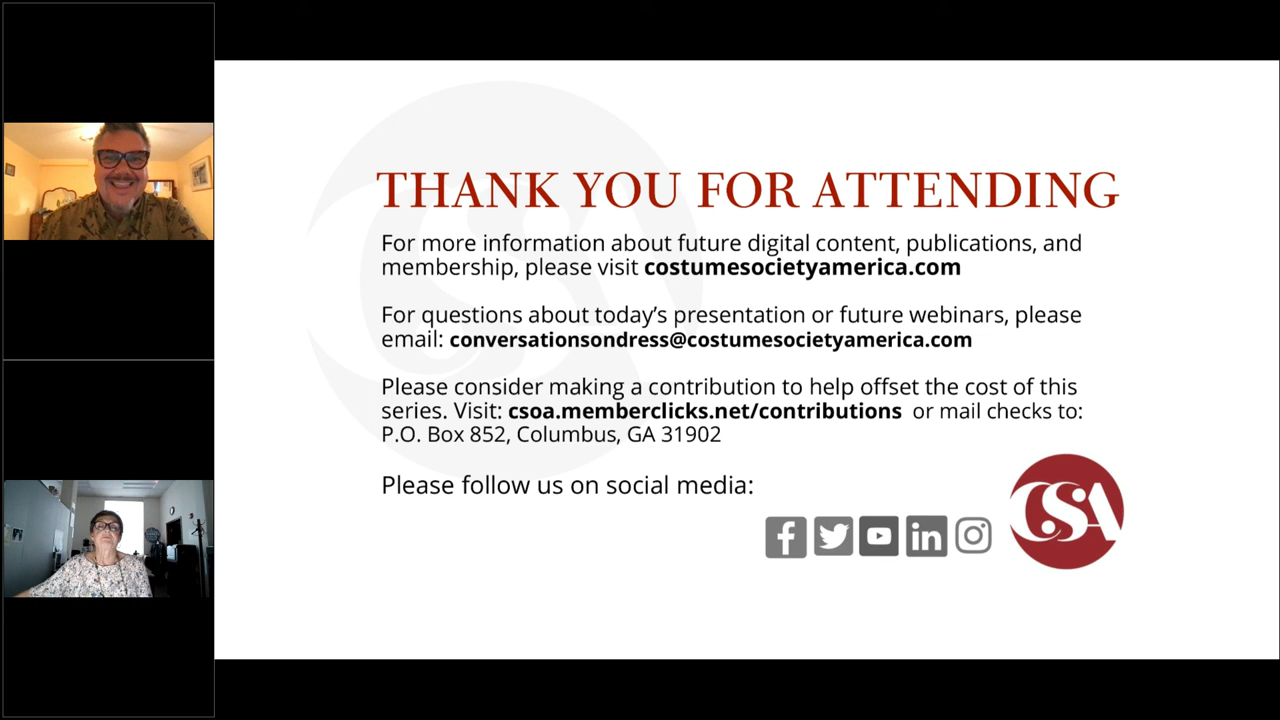 THANK YOU FOR ATTENDING
For more information about future digital content, publications, and
membership, please visit costumesocietyamerica.com
For questions about today’s presentation or future webinars, please
email: conversationsondress@costumesocietyamerica.com
Please consider making a contribution to help offset the cost of this
series. Visit: csoa.memberclicks.net/contributions or mail checks to:
P.O. Box 852, Columbus, GA 31902
Please follow us on social media:
CSA